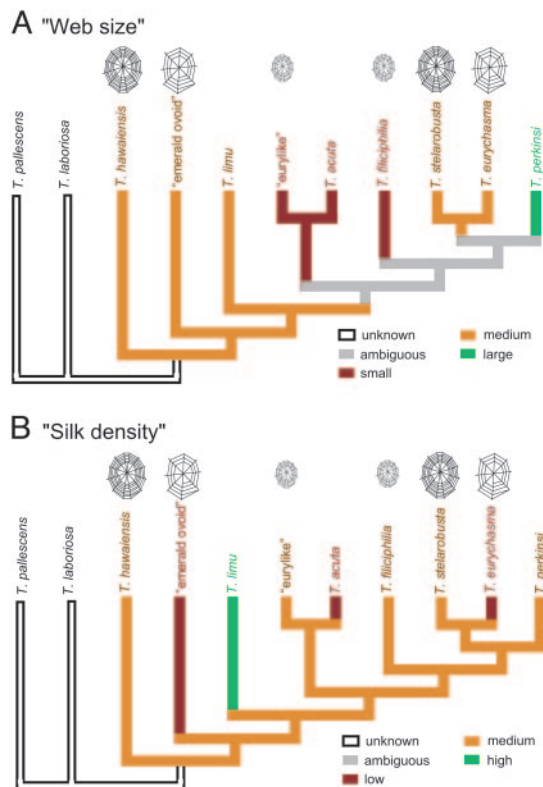 A "Web size"
T. pallescens
T. laboriosa
T. hawaiensis
"emerald ovoid"
T. limu
"eurylike"
T. acuta
T. filiciphilia
T. stelarobusta
T. eurychasma
T. perkinsi
unknown
medium
ambiguous
large
small
B "Silk density"
T. pallescens
T. laboriosa
T. hawaiensis
"emerald ovoid"
T. limu
"eurylike"
T. acuta
T. filiciphilia
T. stelarobusta
T. eurychasma
T. perkinsi
unknown
medium
ambiguous
high
low